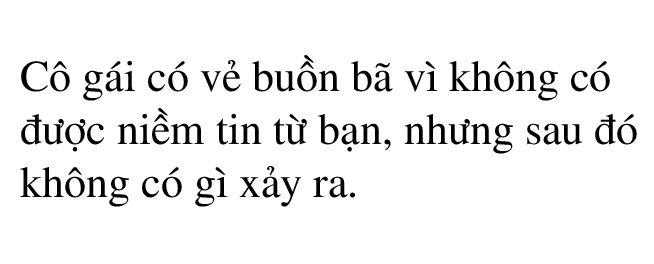 Cô gái có vẻ buồn bã vì không có
được niềm tin từ bạn, nhưng sau đó
không có gì xảy ra.